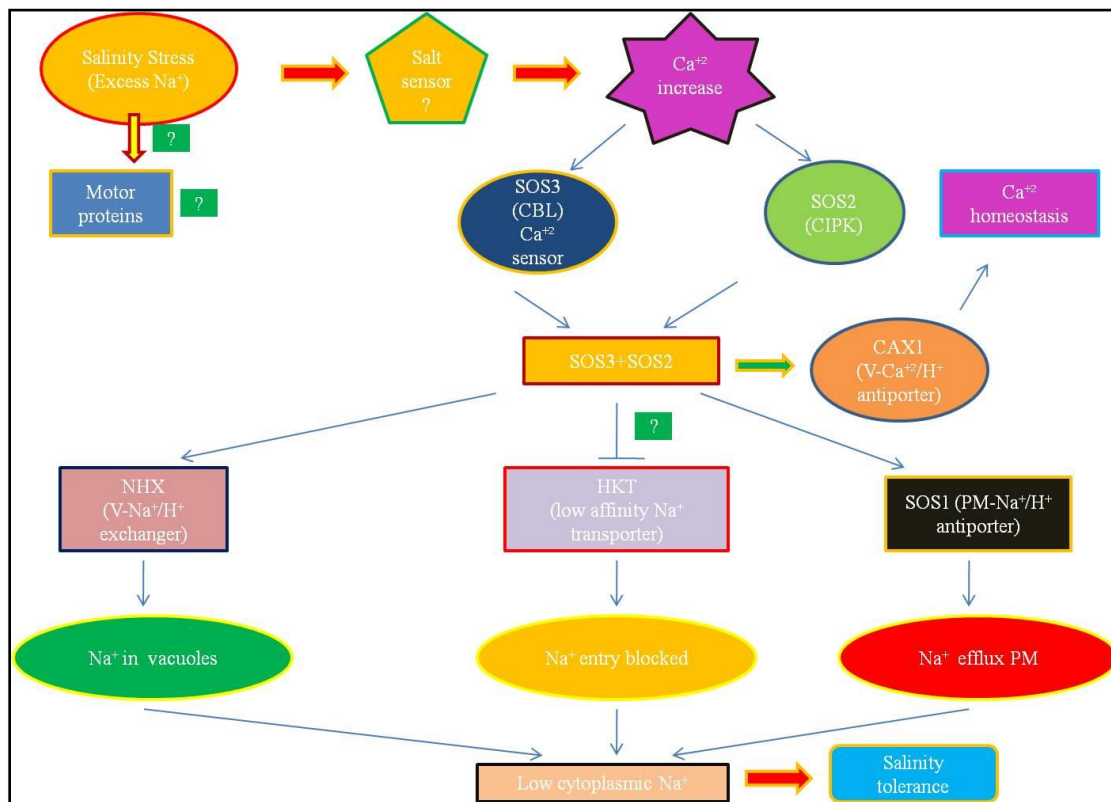 Salinity Stress
(Excess Na⁺)
Salt
sensor
?
Ca⁺²
increase
?
Motor
proteins
?
SOS3
(CBL)
Ca⁺²
sensor
SOS2
(CIPK)
Ca⁺²
homeostasis
SOS3+SOS2
CAX1
(V-Ca⁺²/H⁺
antiporter)
?
NHX
(V-Na⁺/H⁺
exchanger)
HKT
(low affinity Na⁺
transporter)
SOS1 (PM-Na⁺/H⁺
antiporter)
Na⁺ in vacuoles
Na⁺ entry blocked
Na⁺ efflux PM
Low cytoplasmic Na⁺
Salinity
tolerance